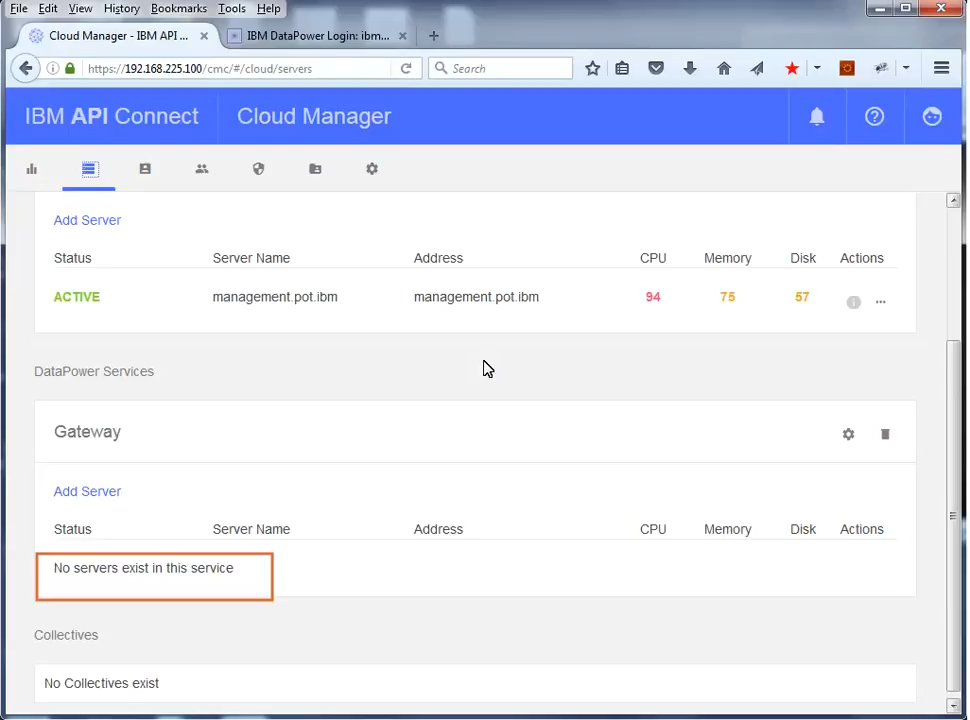 File Edit View History Bookmarks Tools Help
Cloud Manager - IBM API ... × IBM DataPower Login: ibm... × +
https://192.168.225.100/cmc/#/cloud/servers Search
IBM API Connect Cloud Manager
Add Server
Status Server Name Address CPU Memory Disk Actions
ACTIVE management.pot.ibm management.pot.ibm 94 75 57
DataPower Services
Gateway
Add Server
Status Server Name Address CPU Memory Disk Actions
No servers exist in this service
Collectives
No Collectives exist